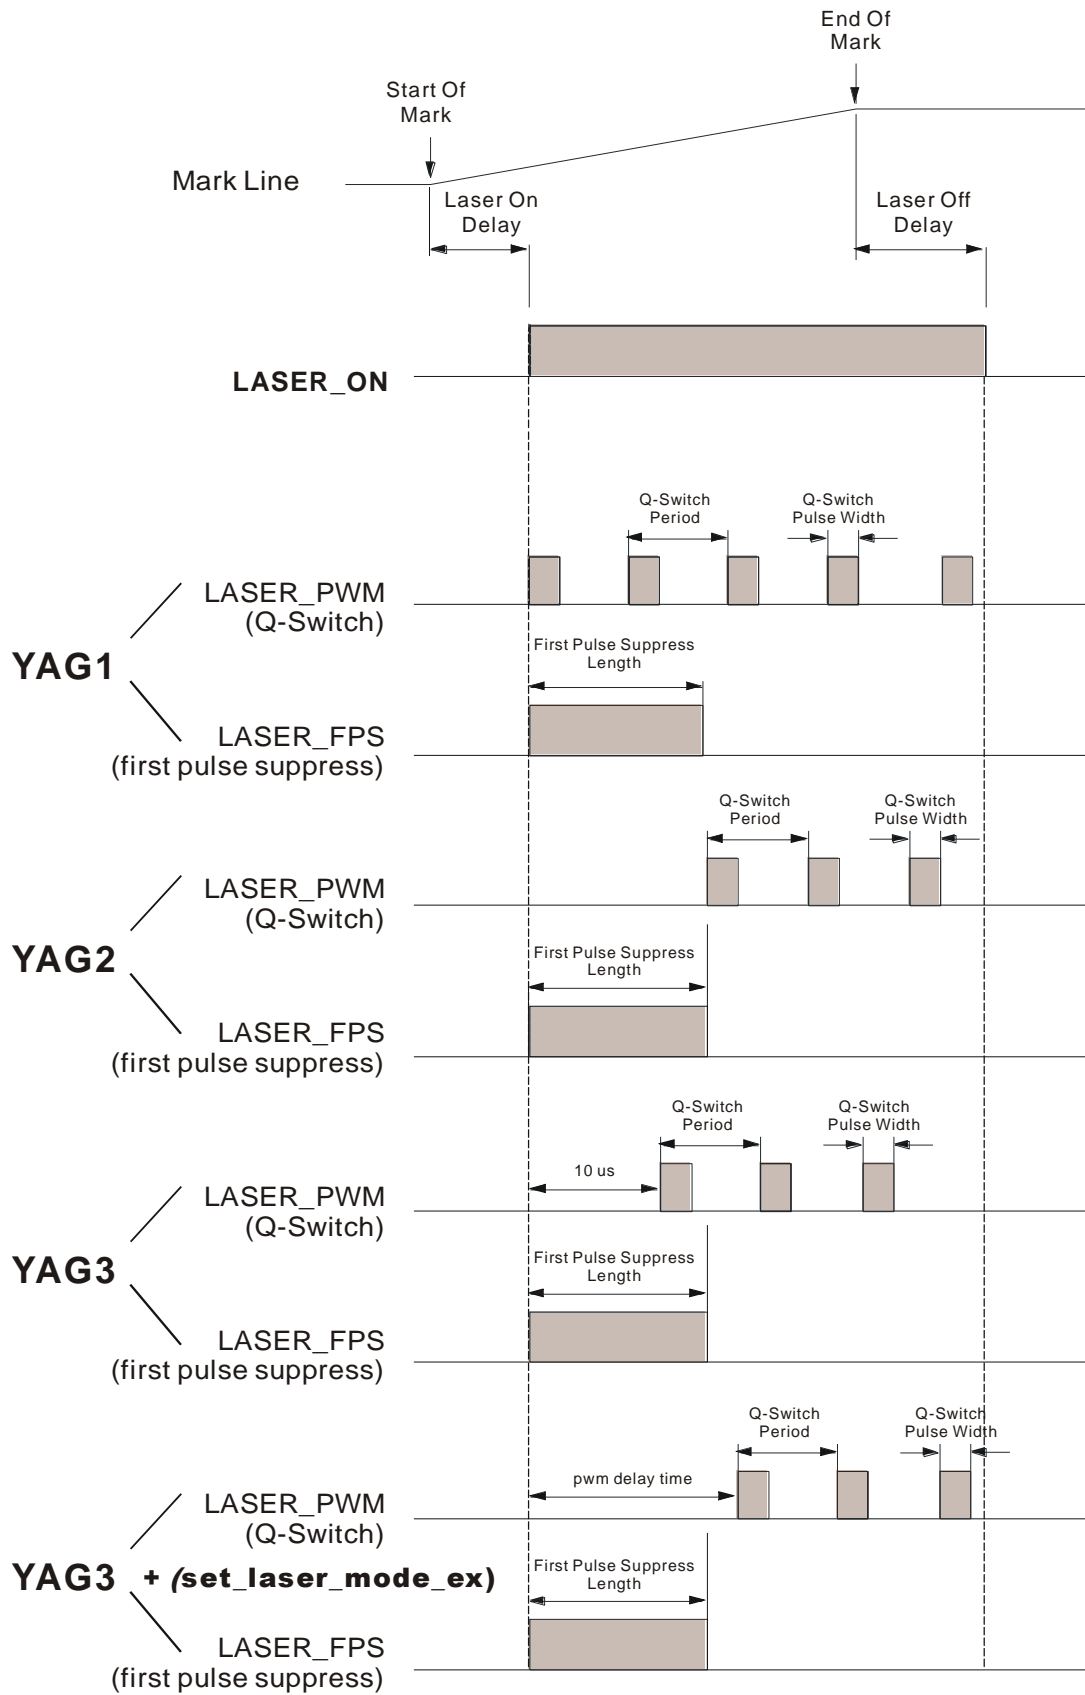 End Of
Mark
Start Of
Mark
Mark Line
Laser On
Delay
Laser Off
Delay
LASER_ON
Q-Switch
Period
Q-Switch
Pulse Width
LASER_PWM
(Q-Switch)
YAG1
First Pulse Suppress
Length
LASER_FPS
(first pulse suppress)
Q-Switch
Period
Q-Switch
Pulse Width
LASER_PWM
(Q-Switch)
YAG2
First Pulse Suppress
Length
LASER_FPS
(first pulse suppress)
Q-Switch
Period
Q-Switch
Pulse Width
10 us
LASER_PWM
(Q-Switch)
YAG3
First Pulse Suppress
Length
LASER_FPS
(first pulse suppress)
Q-Switch
Period
Q-Switch
Pulse Width
pwm delay time
LASER_PWM
(Q-Switch)
YAG3 + (set_laser_mode_ex)
First Pulse Suppress
Length
LASER_FPS
(first pulse suppress)